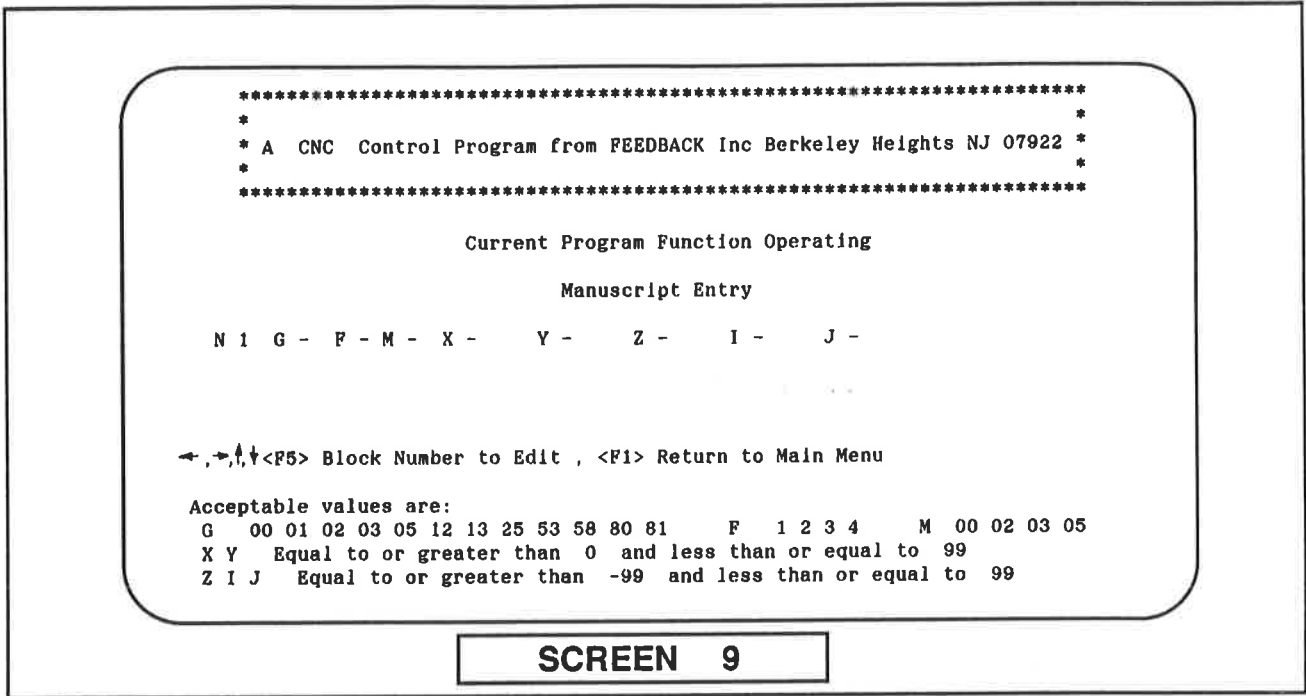 **********************************************************************
*                                                                    *
* A  CNC  Control Program from FEEDBACK Inc Berkeley Heights NJ 07922 *
*                                                                    *
**********************************************************************
Current Program Function Operating
Manuscript Entry
N 1  G -  F - M -  X -     Y -     Z -     I -     J -
←,→,↑,↓<F5> Block Number to Edit , <F1> Return to Main Menu
Acceptable values are:
G   00 01 02 03 05 12 13 25 53 58 80 81     F   1 2 3 4     M  00 02 03 05
X Y   Equal to or greater than  0  and less than or equal to  99
Z I J   Equal to or greater than  -99  and less than or equal to  99
SCREEN 9